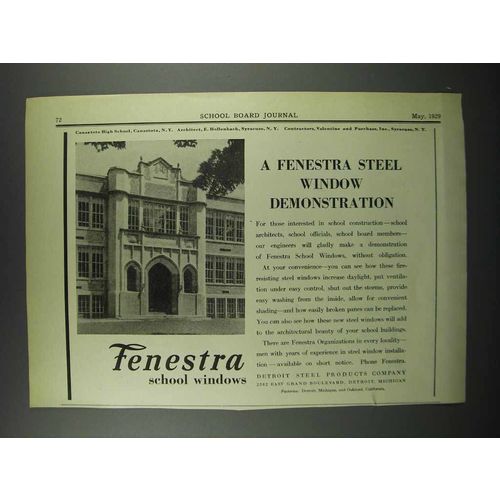 72
SCHOOL BOARD JOURNAL
May, 1929
Canastota High School, Canastota, N. Y. Architect, E. Hollenbach, Syracuse, N. Y. Contractors, Valentine and Purchase, Inc., Syracuse, N. Y.
A FENESTRA STEEL
WINDOW
DEMONSTRATION
For those interested in school construction—school
architects, school officials, school board members—
our engineers will gladly make a demonstration
of Fenestra School Windows, without obligation.
At your convenience—you can see how these fire-
resisting steel windows increase daylight, put venti-
lation under easy control, shut out the storms, provide
easy washing from the inside, allow for convenient
shading—and how easily broken panes can be replaced.
You can also see how these new steel windows will add
to the architectural beauty of your school buildings.
There are Fenestra Organizations in every locality—
men with years of experience in steel window installa-
tion—available on short notice. Phone Fenestra.
DETROIT STEEL PRODUCTS COMPANY
EAST GRAND BOULEVARD, DETROIT, MICHIGAN
Factories: Detroit, Michigan, and Oakland, California.
Fenestra
school windows